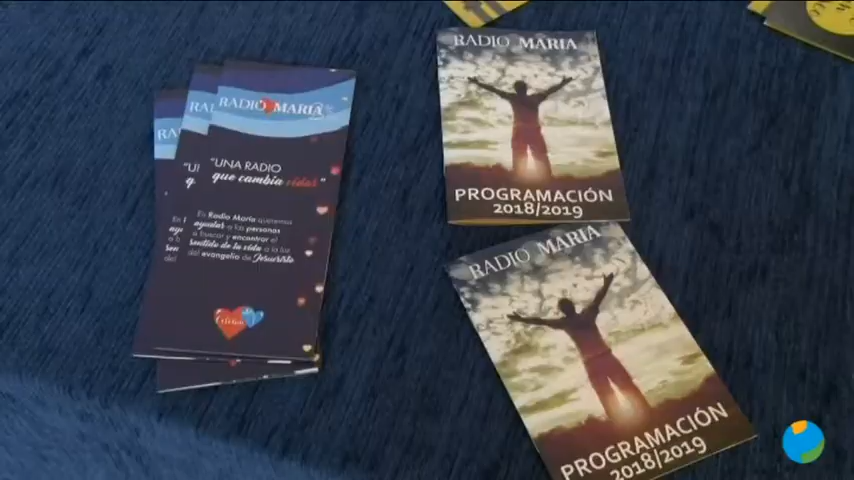 RADIO MARIA
"UNA RADIO
que cambia vidas"
En Radio María queremos
ayudar a las personas
a buscar y encontrar el
sentido de la vida a la luz
del evangelio de Jesucristo
RADIO MARIA
PROGRAMACIÓN
2018/2019
RADIO MARIA
PROGRAMACIÓN
2018/2019